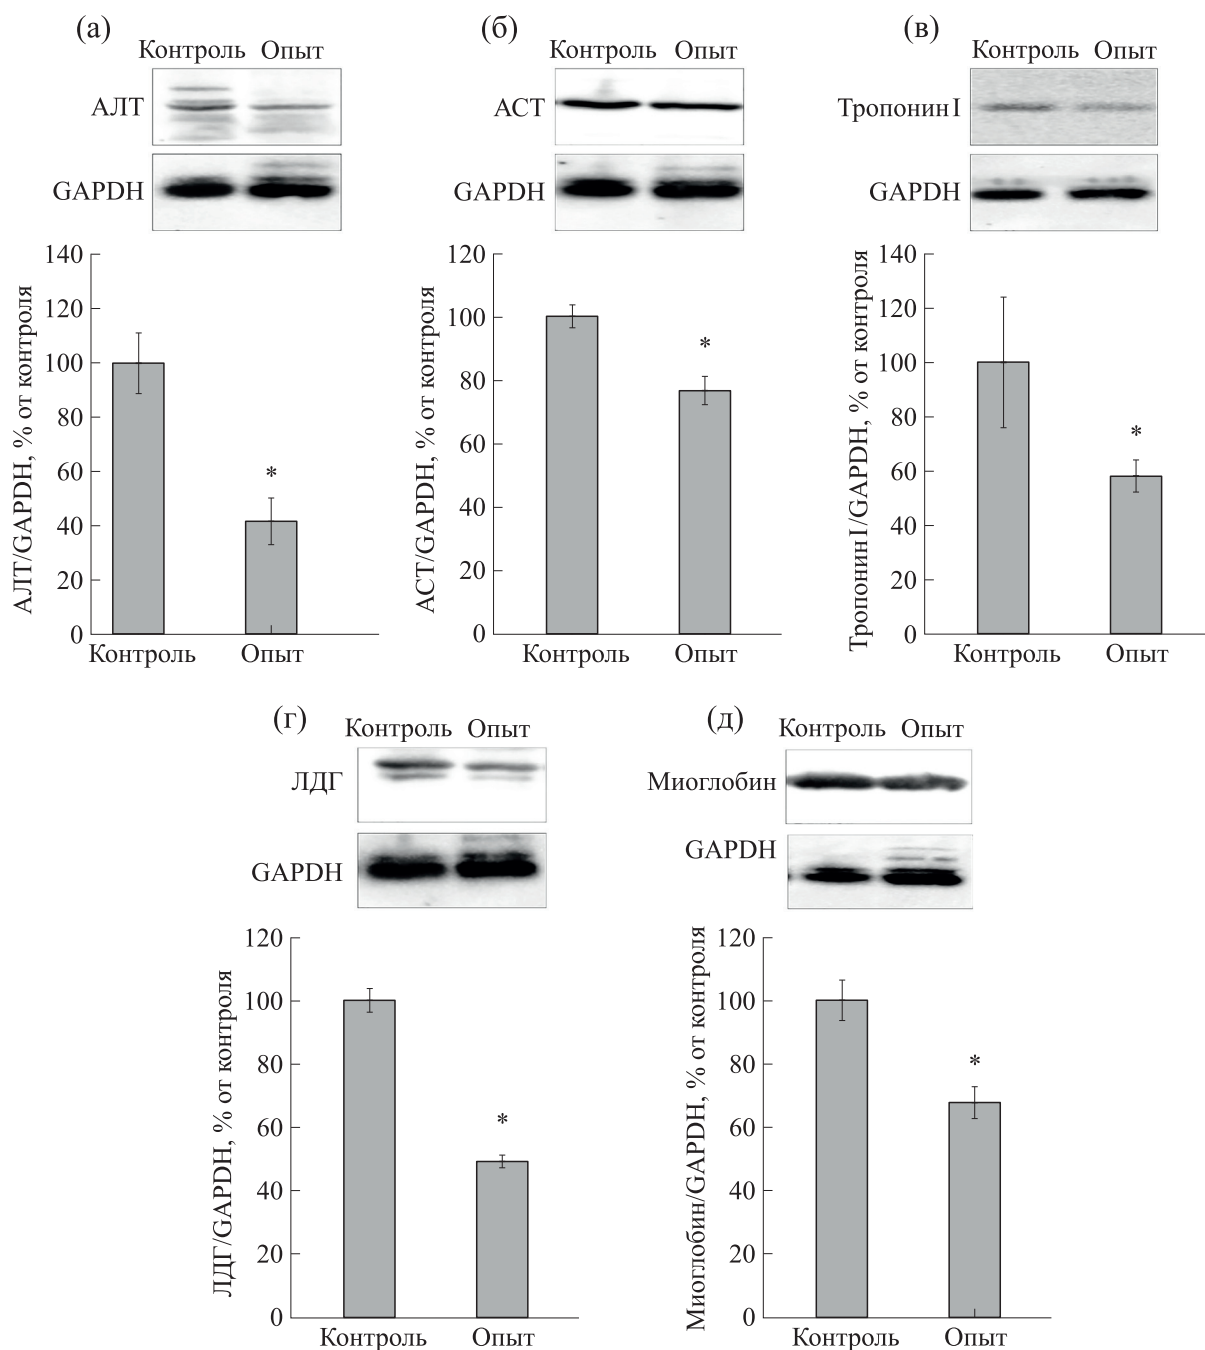 (а)
Контроль Опыт
АЛТ
GAPDH
АЛТ/GAPDH, % от контроля
140
120
100
80
60
40
20
0
*
Контроль Опыт
(б)
Контроль Опыт
АСТ
GAPDH
АСТ/GAPDH, % от контроля
120
100
80
60
40
20
0
*
Контроль Опыт
(в)
Контроль Опыт
Тропонин I
GAPDH
Тропонин I/GAPDH, % от контроля
140
120
100
80
60
40
20
0
*
Контроль Опыт
(г)
Контроль Опыт
ЛДГ
GAPDH
ЛДГ/GAPDH, % от контроля
120
100
80
60
40
20
0
*
Контроль Опыт
(д)
Контроль Опыт
Миоглобин
GAPDH
Миоглобин/GAPDH, % от контроля
120
100
80
60
40
20
0
*
Контроль Опыт